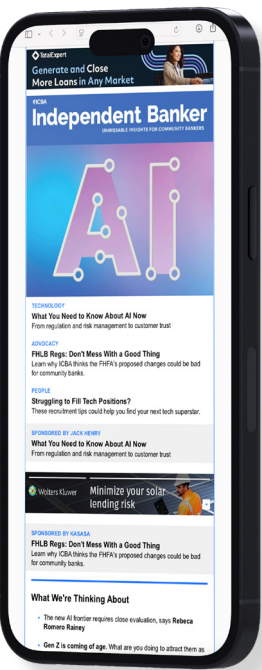 TotalExpert
Generate and Close
More Loans in Any Market
ICBA
Independent Banker
UNMISSABLE INSIGHTS FOR COMMUNITY BANKERS
AI
TECHNOLOGY
What You Need to Know About AI Now
From regulation and risk management to customer trust
ADVOCACY
FHLB Regs: Don't Mess With a Good Thing
Learn why ICBA thinks the FHFA's proposed changes could be bad
for community banks.
PEOPLE
Struggling to Fill Tech Positions?
These recruitment tips could help you find your next tech superstar.
SPONSORED BY JACK HENRY
What You Need to Know About AI Now
From regulation and risk management to customer trust
Wolters Kluwer
Minimize your solar
lending risk
SPONSORED BY KASASA
FHLB Regs: Don't Mess With a Good Thing
Learn why ICBA thinks the FHFA's proposed changes could be bad
for community banks.
What We're Thinking About
• The new AI frontier requires close evaluation, says Rebeca
Romero Rainey
• Gen Z is coming of age. What are you doing to attract them as